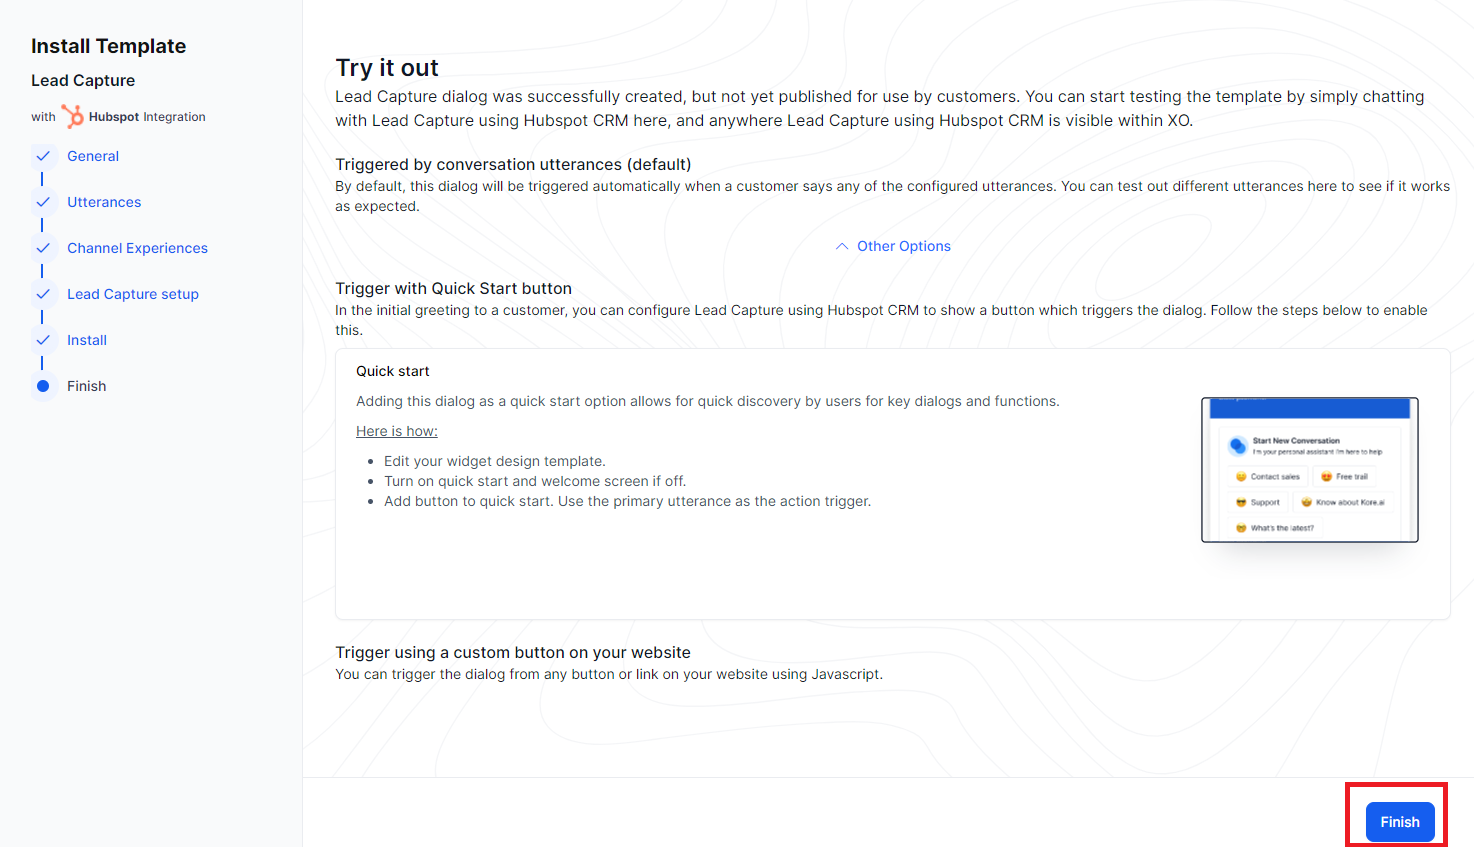 Install Template
Lead Capture
with Hubspot Integration
General
Utterances
Channel Experiences
Lead Capture setup
Install
Finish
Try it out
Lead Capture dialog was successfully created, but not yet published for use by customers. You can start testing the template by simply chatting
with Lead Capture using Hubspot CRM here, and anywhere Lead Capture using Hubspot CRM is visible within XO.
Triggered by conversation utterances (default)
By default, this dialog will be triggered automatically when a customer says any of the configured utterances. You can test out different utterances here to see if it works
as expected.
Other Options
Trigger with Quick Start button
In the initial greeting to a customer, you can configure Lead Capture using Hubspot CRM to show a button which triggers the dialog. Follow the steps below to enable
this.
Quick start
Adding this dialog as a quick start option allows for quick discovery by users for key dialogs and functions.
Here is how:
Edit your widget design template.
Turn on quick start and welcome screen if off.
Add button to quick start. Use the primary utterance as the action trigger.
Start New Conversation
I'm your personal assistant I'm here to help
Contact sales
Free trail
Support
Know about Kore.ai
What's the latest?
Trigger using a custom button on your website
You can trigger the dialog from any button or link on your website using Javascript.
Finish